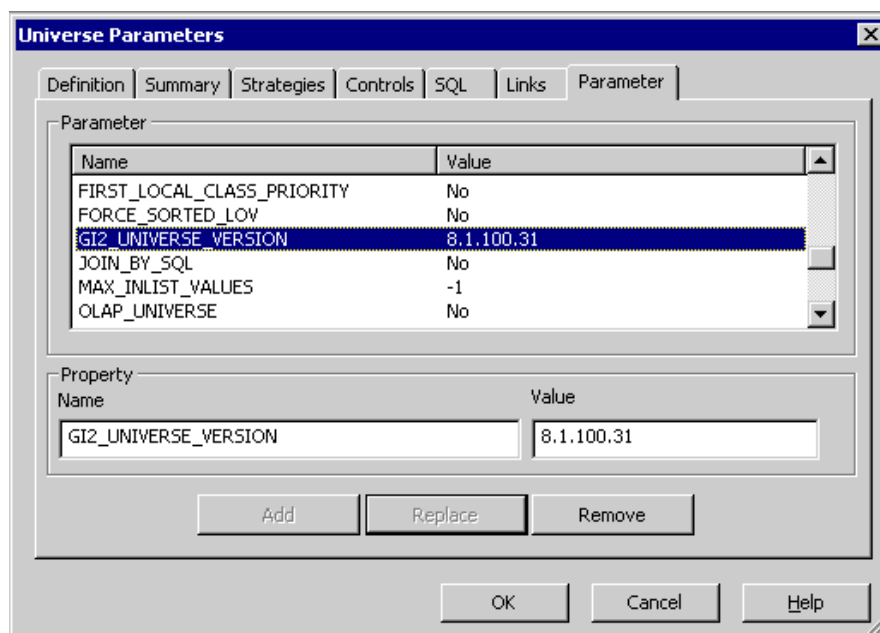 Universe Parameters
Definition Summary Strategies Controls SQL Links Parameter
Parameter
Name Value
FIRST_LOCAL_CLASS_PRIORITY No
FORCE_SORTED_LOV No
GI2_UNIVERSE_VERSION 8.1.100.31
JOIN_BY_SQL No
MAX_INLIST_VALUES -1
OLAP_UNIVERSE No
Property
Name Value
GI2_UNIVERSE_VERSION 8.1.100.31
Add Replace Remove
OK Cancel Help